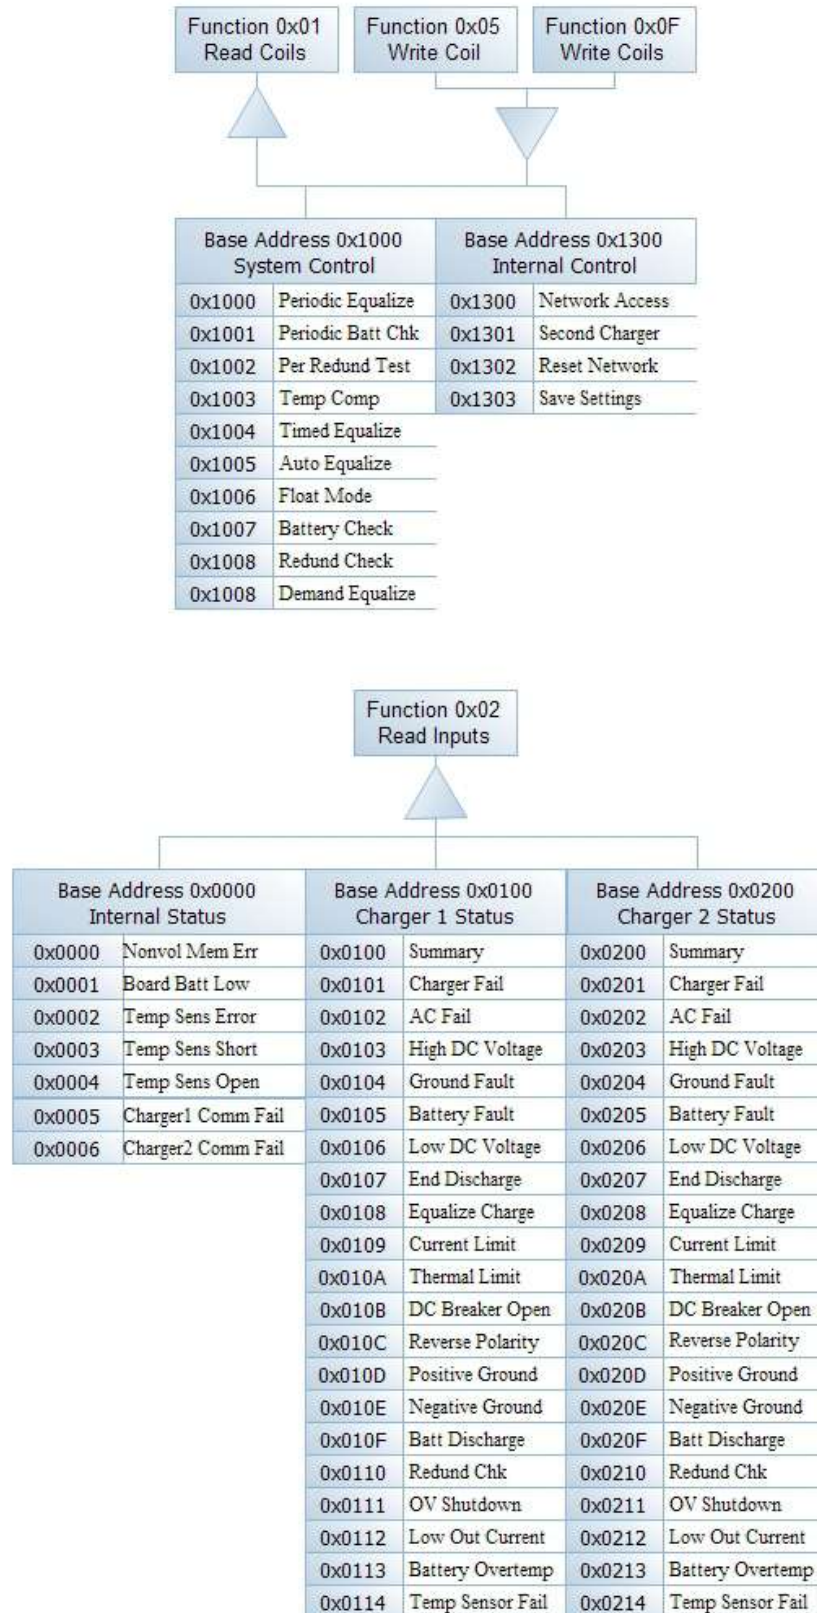 Function 0x01
Read Coils
Function 0x05
Write Coil
Function 0x0F
Write Coils
Base Address 0x1000
System Control
0x1000 Periodic Equalize
0x1001 Periodic Batt Chk
0x1002 Per Redund Test
0x1003 Temp Comp
0x1004 Timed Equalize
0x1005 Auto Equalize
0x1006 Float Mode
0x1007 Battery Check
0x1008 Redund Check
0x1008 Demand Equalize
Base Address 0x1300
Internal Control
0x1300 Network Access
0x1301 Second Charger
0x1302 Reset Network
0x1303 Save Settings
Function 0x02
Read Inputs
Base Address 0x0000
Internal Status
0x0000 Nonvol Mem Err
0x0001 Board Batt Low
0x0002 Temp Sens Error
0x0003 Temp Sens Short
0x0004 Temp Sens Open
0x0005 Charger1 Comm Fail
0x0006 Charger2 Comm Fail
Base Address 0x0100
Charger 1 Status
0x0100 Summary
0x0101 Charger Fail
0x0102 AC Fail
0x0103 High DC Voltage
0x0104 Ground Fault
0x0105 Battery Fault
0x0106 Low DC Voltage
0x0107 End Discharge
0x0108 Equalize Charge
0x0109 Current Limit
0x010A Thermal Limit
0x010B DC Breaker Open
0x010C Reverse Polarity
0x010D Positive Ground
0x010E Negative Ground
0x010F Batt Discharge
0x0110 Redund Chk
0x0111 OV Shutdown
0x0112 Low Out Current
0x0113 Battery Overtemp
0x0114 Temp Sensor Fail
Base Address 0x0200
Charger 2 Status
0x0200 Summary
0x0201 Charger Fail
0x0202 AC Fail
0x0203 High DC Voltage
0x0204 Ground Fault
0x0205 Battery Fault
0x0206 Low DC Voltage
0x0207 End Discharge
0x0208 Equalize Charge
0x0209 Current Limit
0x020A Thermal Limit
0x020B DC Breaker Open
0x020C Reverse Polarity
0x020D Positive Ground
0x020E Negative Ground
0x020F Batt Discharge
0x0210 Redund Chk
0x0211 OV Shutdown
0x0212 Low Out Current
0x0213 Battery Overtemp
0x0214 Temp Sensor Fail